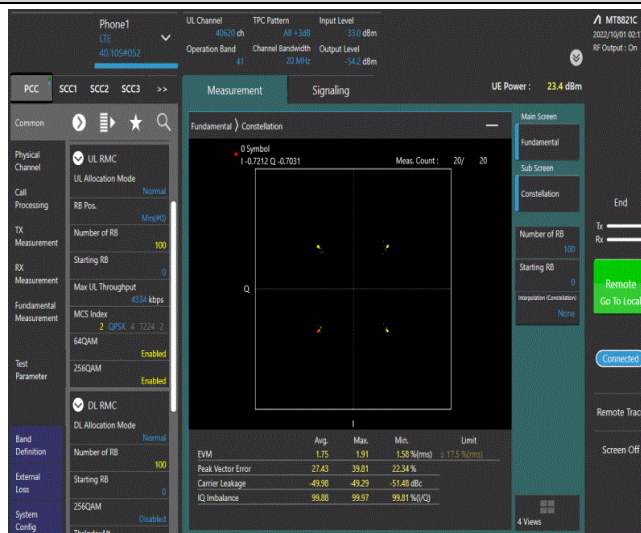 Phone1
LTE
40.10S#052
UL Channel
40620 ch
TPC Pattern
All +3dB
Input Level
33.0 dBm
Operation Band
41
Channel Bandwidth
20 MHz
Output Level
-54.2 dBm
MT8821C
2022/10/01 02:1
RF Output : On
PCC
SCC1
SCC2
SCC3
>>
Measurement
Signaling
UE Power :
23.4 dBm
Common
Physical
Channel
Call
Processing
TX
Measurement
RX
Measurement
Fundamental
Measurement
Test
Parameter
Band
Definition
External
Loss
System
Config
UL RMC
UL Allocation Mode
Normal
RB Pos.
Min(#0)
Number of RB
100
Starting RB
0
Max UL Throughput
4334 kbps
MCS Index
2 QPSK 4 7224 2
64QAM
Enabled
256QAM
Enabled
DL RMC
DL Allocation Mode
Normal
Number of RB
100
Starting RB
0
256QAM
Disabled
Fundamental 〉 Constellation
0 Symbol
I -0.7212 Q -0.7031
Meas. Count : 20/ 20
Q
I
Avg. Max. Min. Limit
EVM 1.75 1.91 1.58 %(rms) ≤ 17.5 %(rms)
Peak Vector Error 27.43 39.81 22.34 %
Carrier Leakage -49.98 -49.29 -51.48 dBc
IQ Imbalance 99.88 99.97 99.81 %(I/Q)
Main Screen
Fundamental
Sub Screen
Constellation
Number of RB
100
Starting RB
0
Interpolation (Constellation)
None
4 Views
End
Tx
Rx
Remote
Go To Local
Connected
Remote Trac
Screen Off